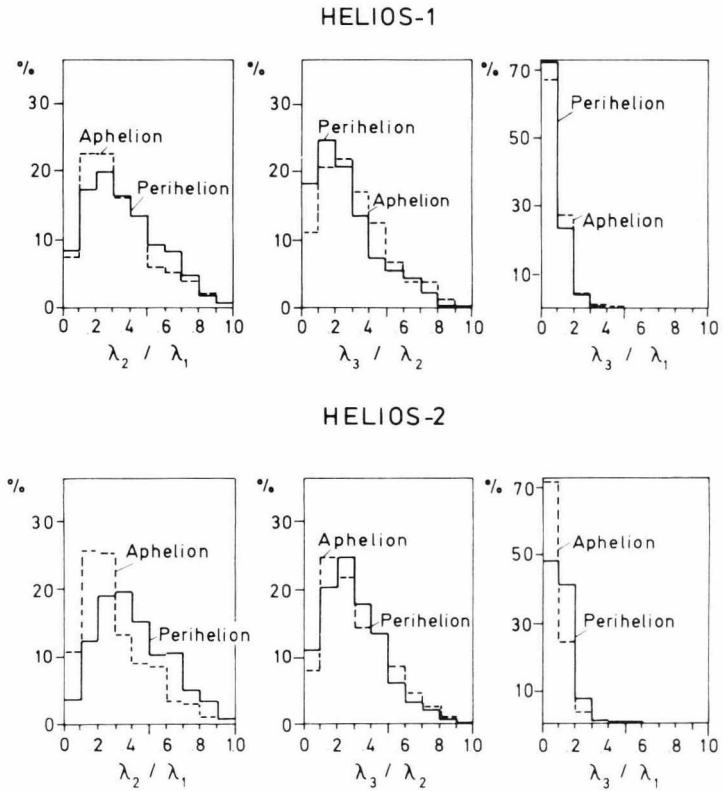 HELIOS-1
%
30
20
10
0
Aphelion
Perihelion
0 2 4 6 8 10
λ2 / λ1
%
30
20
10
0
Perihelion
Aphelion
0 2 4 6 8 10
λ3 / λ2
%
70
50
30
10
Perihelion
Aphelion
0 2 4 6 8 10
λ3 / λ1
HELIOS-2
%
30
20
10
0
Aphelion
Perihelion
0 2 4 6 8 10
λ2 / λ1
%
30
20
10
0
Aphelion
Perihelion
0 2 4 6 8 10
λ3 / λ2
%
70
50
30
10
Aphelion
Perihelion
0 2 4 6 8 10
λ3 / λ1